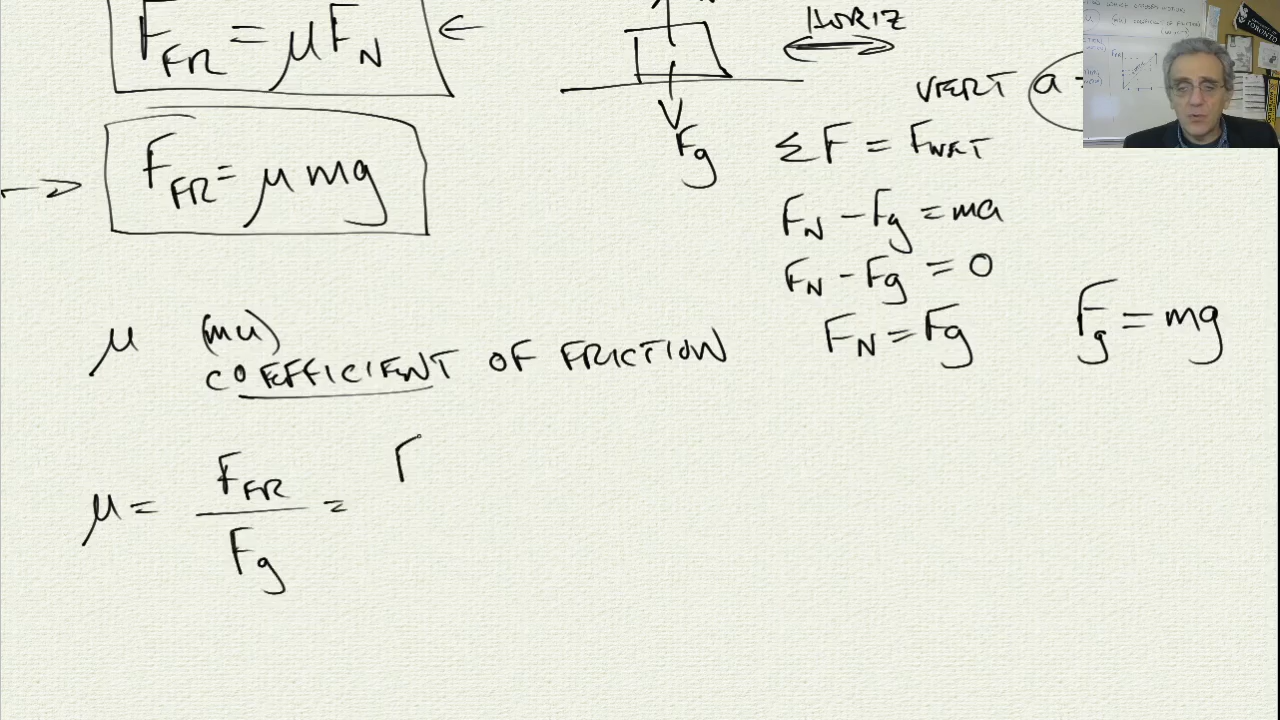 F_FR = μF_N ←
HORIZ
VERT a =
→ F_FR = μmg
F_g
ΣF = F_NET
F_N - F_g = ma
F_N - F_g = 0
F_N = F_g
F_g = mg
μ (mu)
COEFFICIENT OF FRICTION
μ = F_FR / F_g = Γ
TORONTO